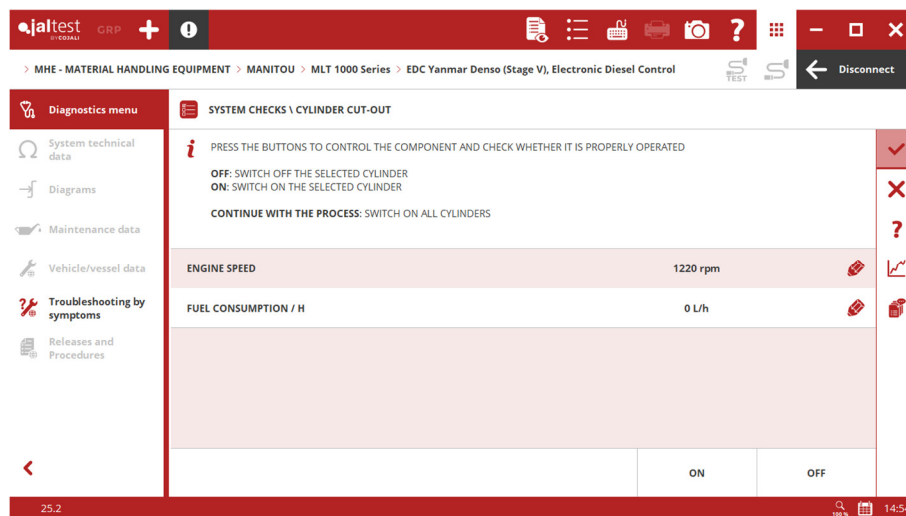 jaltest GRP
BY COJALI
> MHE - MATERIAL HANDLING EQUIPMENT > MANITOU > MLT 1000 Series > EDC Yanmar Denso (Stage V), Electronic Diesel Control
TEST
Disconnect
Diagnostics menu
System technical
data
Diagrams
Maintenance data
Vehicle/vessel data
Troubleshooting by
symptoms
Releases and
Procedures
SYSTEM CHECKS \ CYLINDER CUT-OUT
PRESS THE BUTTONS TO CONTROL THE COMPONENT AND CHECK WHETHER IT IS PROPERLY OPERATED
OFF: SWITCH OFF THE SELECTED CYLINDER
ON: SWITCH ON THE SELECTED CYLINDER
CONTINUE WITH THE PROCESS: SWITCH ON ALL CYLINDERS
ENGINE SPEED 1220 rpm
FUEL CONSUMPTION / H 0 L/h
ON OFF
25.2
100 %